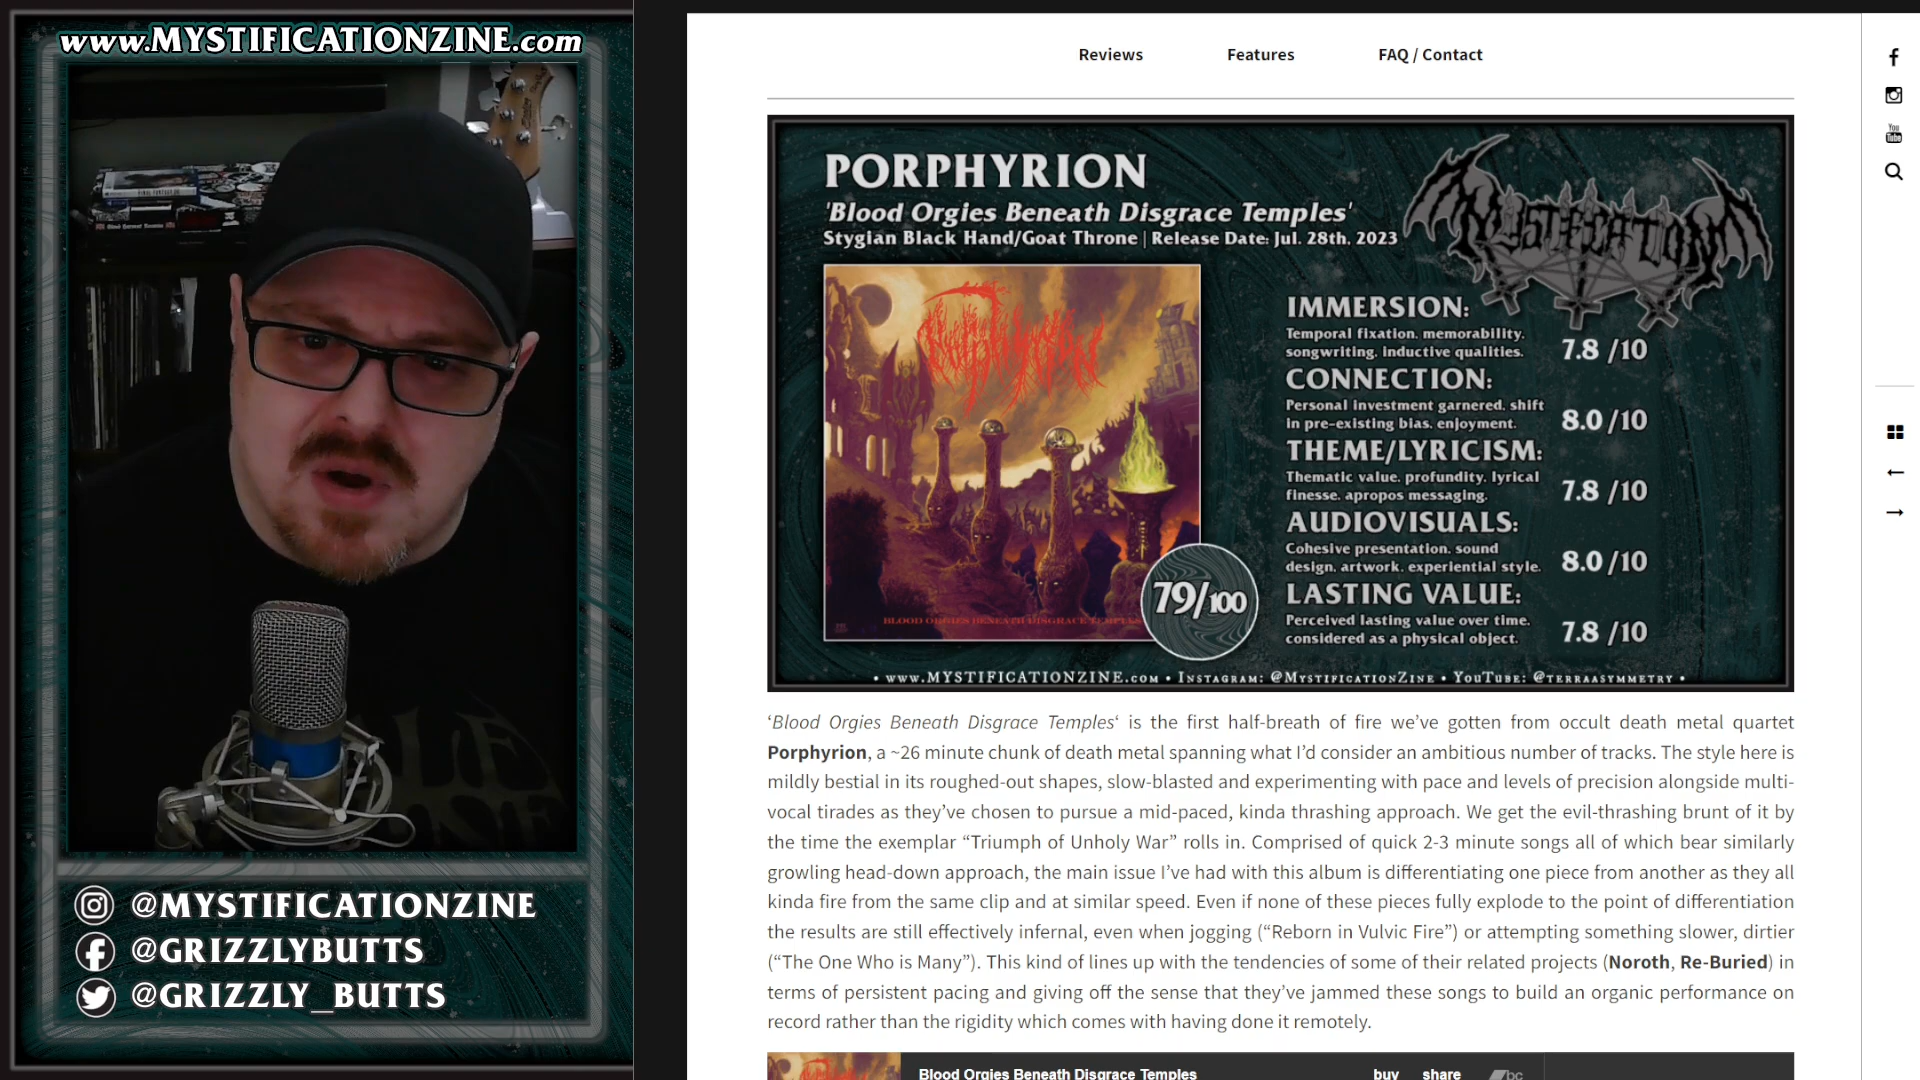 www.MYSTIFICATIONZINE.com
@MYSTIFICATIONZINE
@GRIZZLYBUTTS
@GRIZZLY_BUTTS
Reviews
Features
FAQ / Contact
PORPHYRION
'Blood Orgies Beneath Disgrace Temples'
Stygian Black Hand/Goat Throne | Release Date: Jul. 28th, 2023
MYSTIFICATION
PORPHYRION
BLOOD ORGIES BENEATH DISGRACE TEMPLES
79/100
IMMERSION:
Temporal fixation, memorability,
songwriting, inductive qualities.
7.8 /10
CONNECTION:
Personal investment garnered, shift
in pre-existing bias, enjoyment.
8.0 /10
THEME/LYRICISM:
Thematic value, profundity, lyrical
finesse, apropos messaging.
7.8 /10
AUDIOVISUALS:
Cohesive presentation, sound
design, artwork, experiential style.
8.0 /10
LASTING VALUE:
Perceived lasting value over time,
considered as a physical object.
7.8 /10
• www.MYSTIFICATIONZINE.com • Instagram: @MystificationZine • YouTube: @terraasymmetry •
‘Blood Orgies Beneath Disgrace Temples‘ is the first half-breath of fire we’ve gotten from occult death metal quartet
Porphyrion, a ~26 minute chunk of death metal spanning what I’d consider an ambitious number of tracks. The style here is
mildly bestial in its roughed-out shapes, slow-blasted and experimenting with pace and levels of precision alongside multi-
vocal tirades as they’ve chosen to pursue a mid-paced, kinda thrashing approach. We get the evil-thrashing brunt of it by
the time the exemplar “Triumph of Unholy War” rolls in. Comprised of quick 2-3 minute songs all of which bear similarly
growling head-down approach, the main issue I’ve had with this album is differentiating one piece from another as they all
kinda fire from the same clip and at similar speed. Even if none of these pieces fully explode to the point of differentiation
the results are still effectively infernal, even when jogging (“Reborn in Vulvic Fire”) or attempting something slower, dirtier
(“The One Who is Many”). This kind of lines up with the tendencies of some of their related projects (Noroth, Re-Buried) in
terms of persistent pacing and giving off the sense that they’ve jammed these songs to build an organic performance on
record rather than the rigidity which comes with having done it remotely.
Blood Orgies Beneath Disgrace Temples
buy share bc
You
Tube